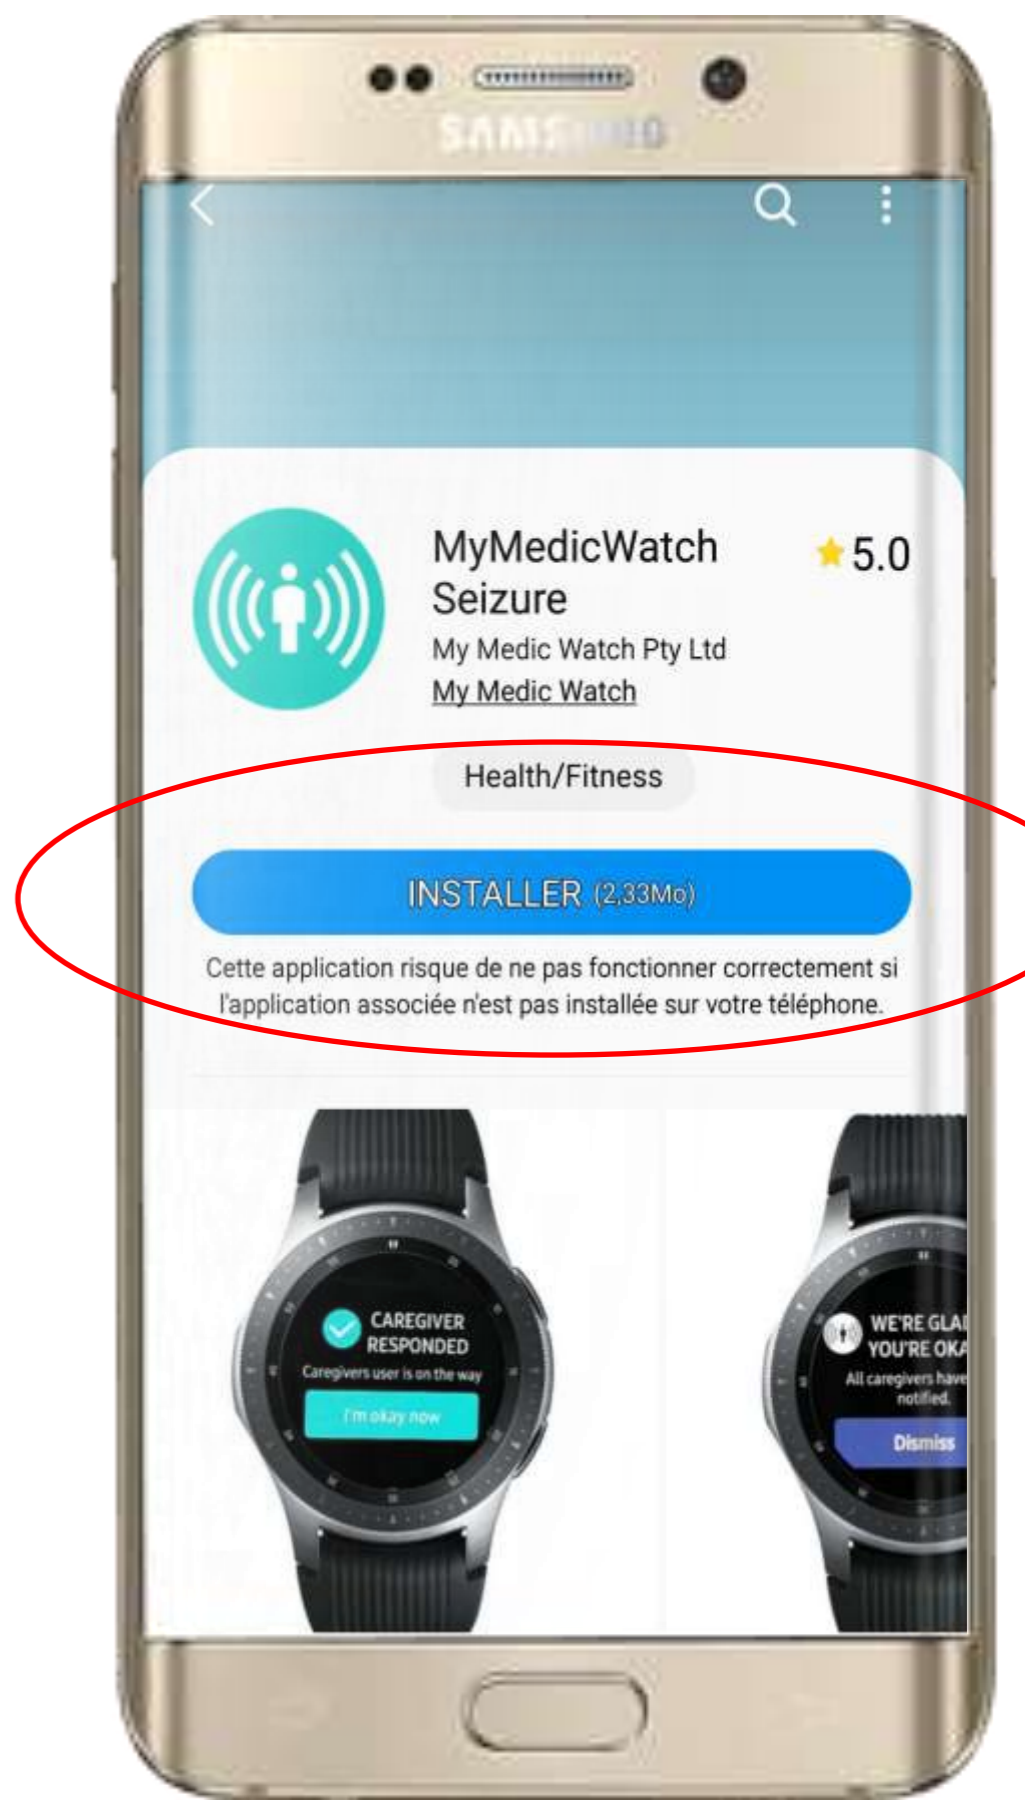 SAMSUNG
MyMedicWatch
Seizure
5.0
My Medic Watch Pty Ltd
My Medic Watch
Health/Fitness
INSTALLER (2,33Mo)
Cette application risque de ne pas fonctionner correctement si
l'application associée n'est pas installée sur votre téléphone.
CAREGIVER
RESPONDED
Caregivers user is on the way
I'm okay now
WE'RE GLA
YOU'RE OKA
All caregivers have
notified.
Dismiss